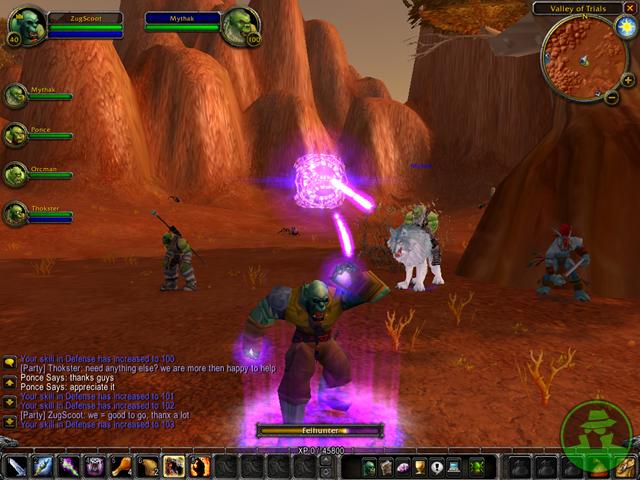 ZugScoot
Mythak
Valley of Trials
N
40
100
Mythak
Ponce
Orcman
Thokster
Your skill in Defense has increased to 100
[Party] Thokster: need anything else? we are more then happy to help
Ponce Says: thanks guys
Ponce Says: appreciate it
Your skill in Defense has increased to 101
Your skill in Defense has increased to 102
[Party] ZugScoot: we = good to go, thanx a lot
Your skill in Defense has increased to 103
Felhunter
XP 0 / 45800